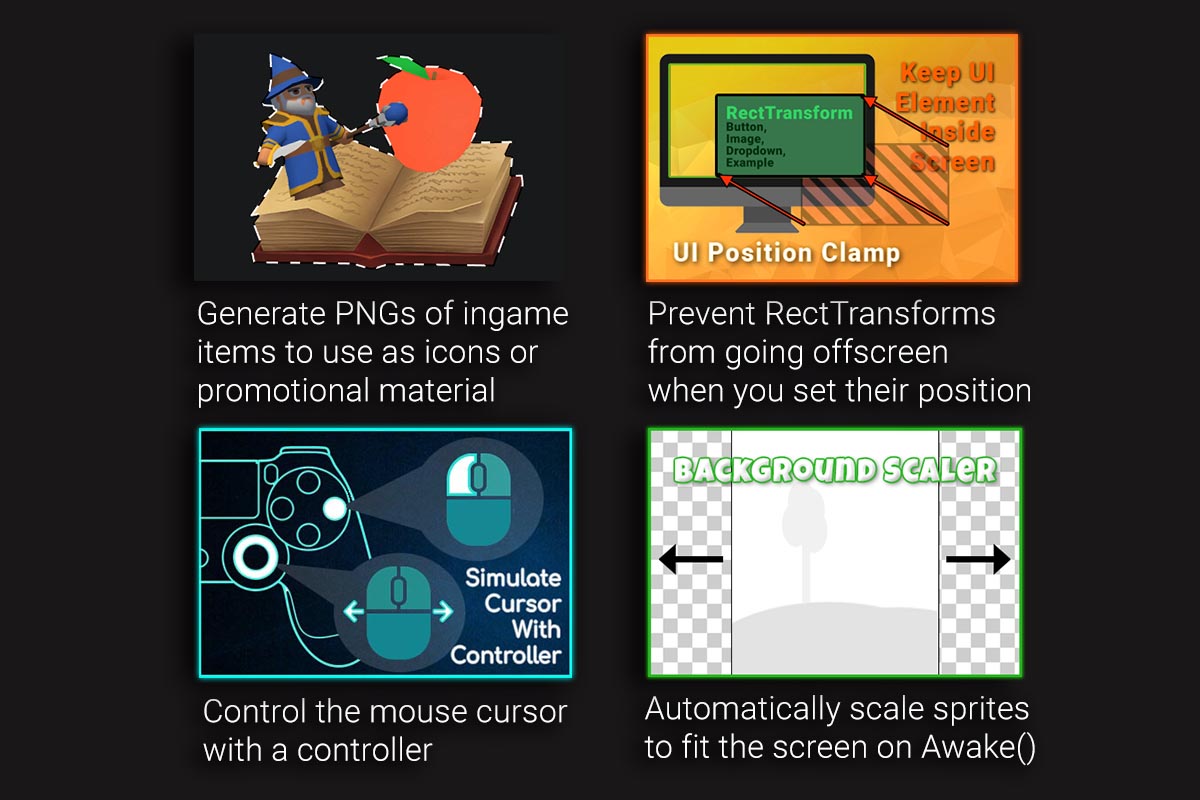 Keep UI
Element
Inside
Screen
RectTransform
Button,
Image,
Dropdown,
Example
UI Position Clamp
Generate PNGs of ingame
items to use as icons or
promotional material
Prevent RectTransforms
from going offscreen
when you set their position
Simulate
Cursor
With
Controller
BACKGROUND SCALER
Control the mouse cursor
with a controller
Automatically scale sprites
to fit the screen on Awake()